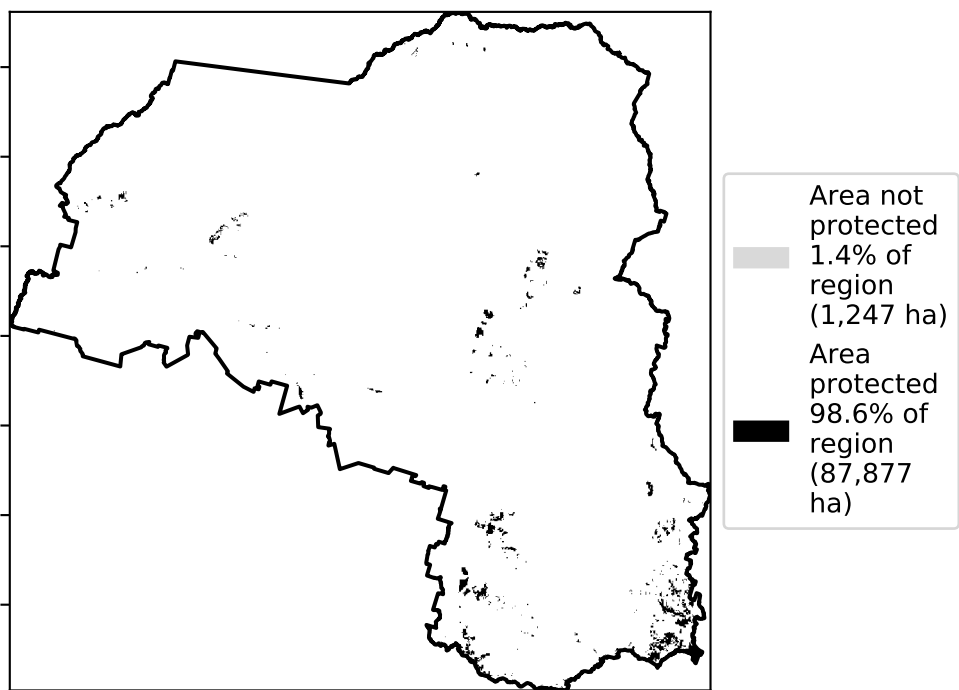 Area not
protected
1.4% of
region
(1,247 ha)
Area
protected
98.6% of
region
(87,877
ha)